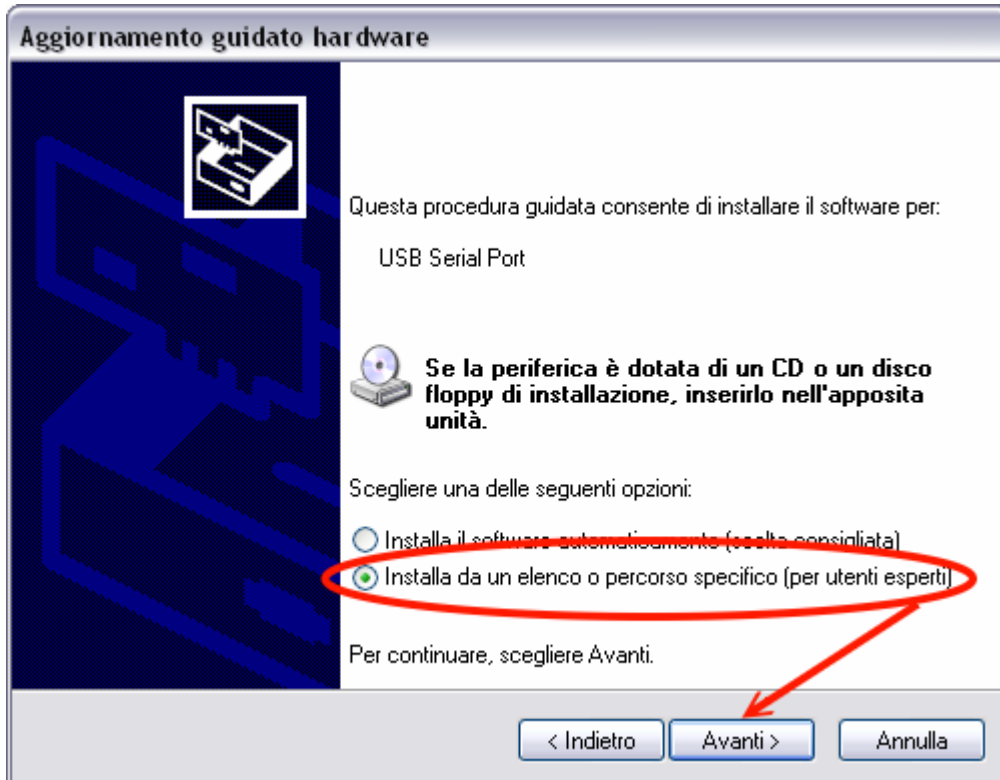 Aggiornamento guidato hardware
Questa procedura guidata consente di installare il software per:
USB Serial Port
Se la periferica è dotata di un CD o un disco
floppy di installazione, inserirlo nell'apposita
unità.
Scegliere una delle seguenti opzioni:
Installa il software automaticamente (scelta consigliata)
Installa da un elenco o percorso specifico (per utenti esperti)
Per continuare, scegliere Avanti.
< Indietro Avanti > Annulla